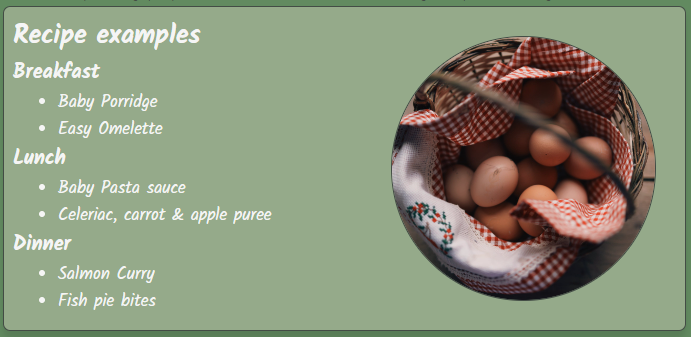 Recipe examples
Breakfast
Baby Porridge
Easy Omelette
Lunch
Baby Pasta sauce
Celeriac, carrot & apple puree
Dinner
Salmon Curry
Fish pie bites